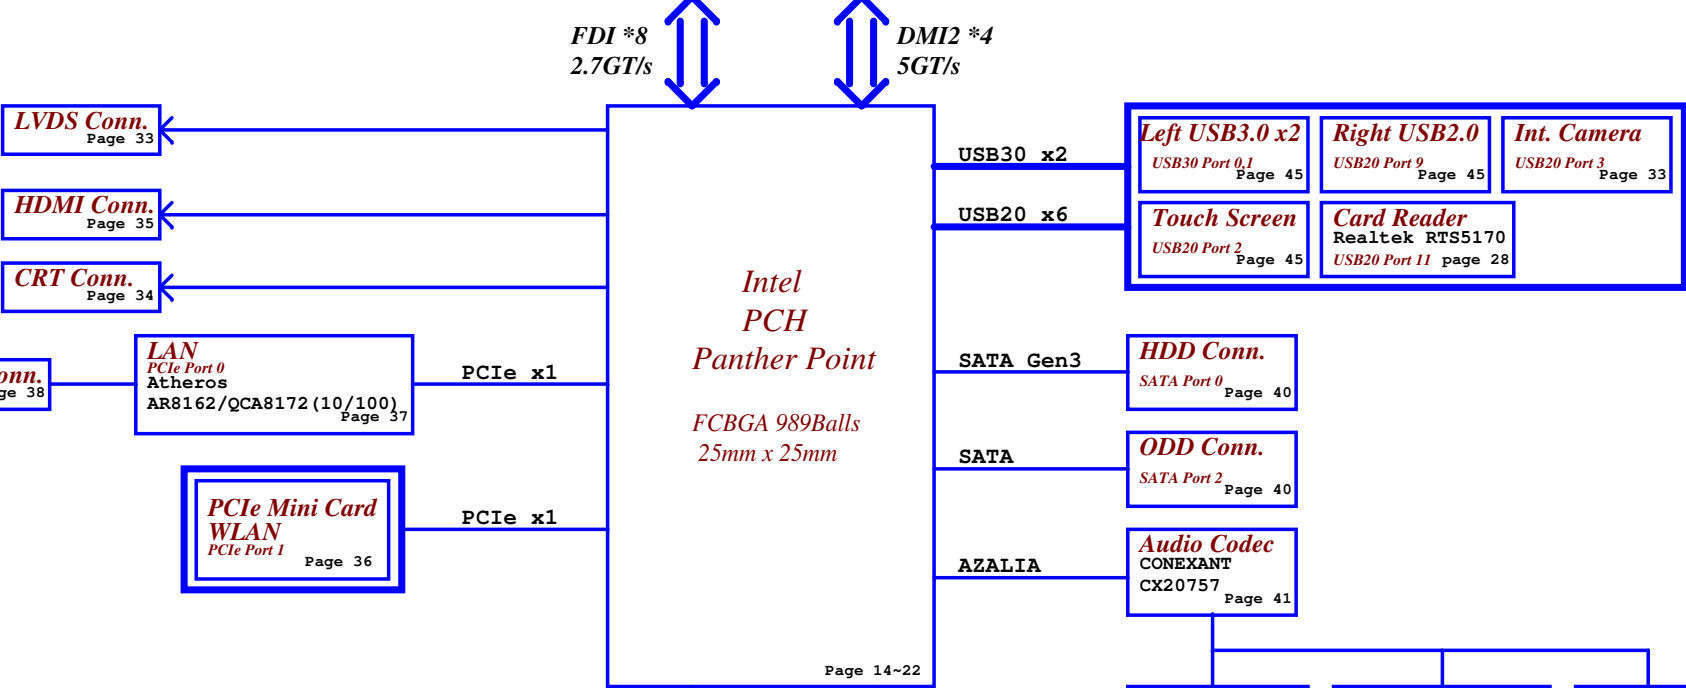 FDI *8
2.7GT/s
DMI2 *4
5GT/s
LVDS Conn.
Page 33
HDMI Conn.
Page 35
CRT Conn.
Page 34
LAN
PCIe Port 0
Atheros
AR8162/QCA8172(10/100)
Page 37
38
PCIe x1
PCIe Mini Card
WLAN
PCIe Port 1
Page 36
PCIe x1
Intel
PCH
Panther Point
FCBGA 989Balls
25mm x 25mm
Page 14~22
USB30 x2
USB20 x6
Left USB3.0 x2
USB30 Port 0,1
Page 45
Right USB2.0
USB20 Port 9
Page 45
Int. Camera
USB20 Port 3
Page 33
Touch Screen
USB20 Port 2
Page 45
Card Reader
Realtek RTS5170
USB20 Port 11 page 28
SATA Gen3
HDD Conn.
SATA Port 0
Page 40
SATA
ODD Conn.
SATA Port 2
Page 40
AZALIA
Audio Codec
CONEXANT
CX20757
Page 41